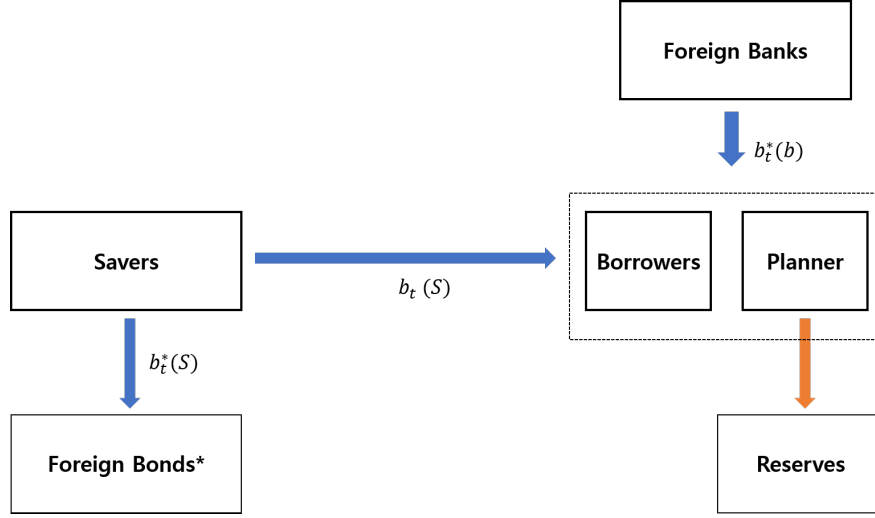 Foreign Banks
b_t^*(b)
Savers
Borrowers
Planner
b_t (S)
b_t^*(S)
Foreign Bonds*
Reserves